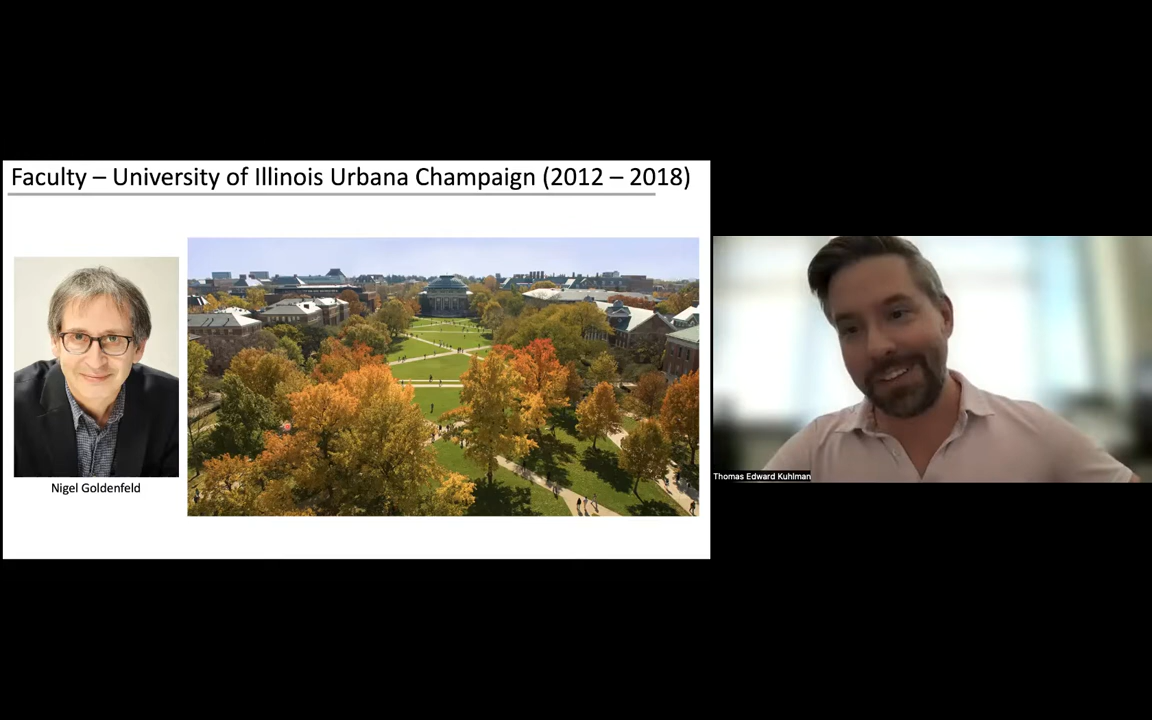 Faculty – University of Illinois Urbana Champaign (2012 – 2018)
Nigel Goldenfeld
Thomas Edward Kuhlman